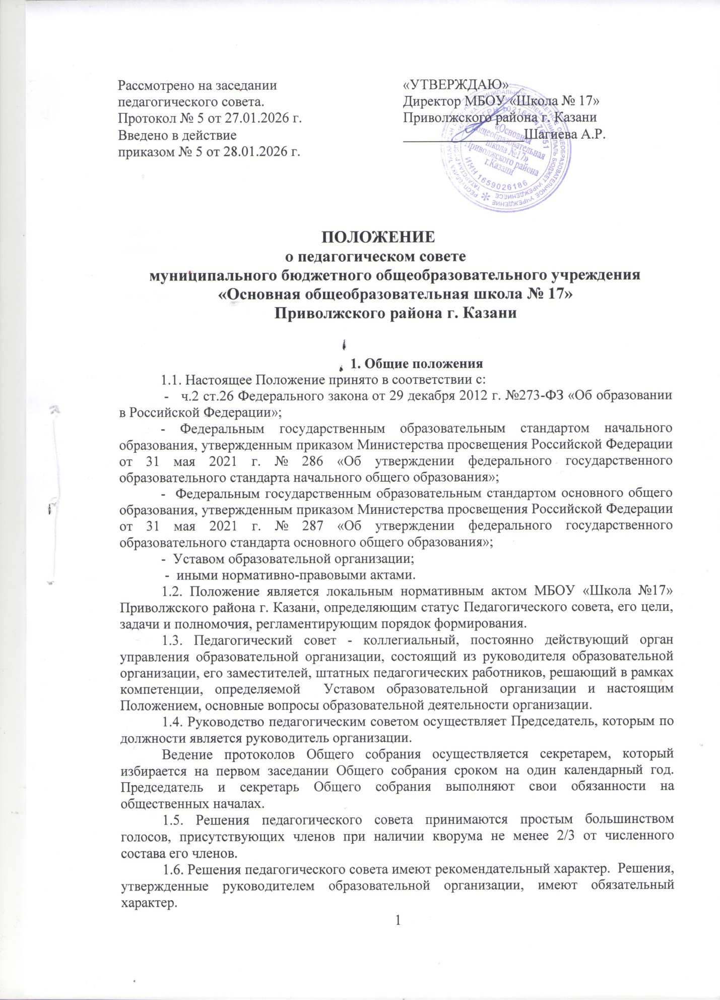 Рассмотрено на заседании
педагогического совета.
Протокол № 5 от 27.01.2026 г.
Введено в действие
приказом № 5 от 28.01.2026 г.
«УТВЕРЖДАЮ»
Директор МБОУ «Школа № 17»
Приволжского района г. Казани
Шагиева А.Р.
«Основная
общеобразовательная
школа №17»
Приволжского района
г.Казани
ИНН 1659026186
ПОЛОЖЕНИЕ
о педагогическом совете
муниципального бюджетного общеобразовательного учреждения
«Основная общеобразовательная школа № 17»
Приволжского района г. Казани
1. Общие положения
1.1. Настоящее Положение принято в соответствии с:
- ч.2 ст.26 Федерального закона от 29 декабря 2012 г. №273-ФЗ «Об образовании
в Российской Федерации»;
- Федеральным государственным образовательным стандартом начального
образования, утвержденным приказом Министерства просвещения Российской Федерации
от 31 мая 2021 г. № 286 «Об утверждении федерального государственного
образовательного стандарта начального общего образования»;
- Федеральным государственным образовательным стандартом основного общего
образования, утвержденным приказом Министерства просвещения Российской Федерации
от 31 мая 2021 г. № 287 «Об утверждении федерального государственного
образовательного стандарта основного общего образования»;
- Уставом образовательной организации;
- иными нормативно-правовыми актами.
1.2. Положение является локальным нормативным актом МБОУ «Школа №17»
Приволжского района г. Казани, определяющим статус Педагогического совета, его цели,
задачи и полномочия, регламентирующим порядок формирования.
1.3. Педагогический совет - коллегиальный, постоянно действующий орган
управления образовательной организации, состоящий из руководителя образовательной
организации, его заместителей, штатных педагогических работников, решающий в рамках
компетенции, определяемой Уставом образовательной организации и настоящим
Положением, основные вопросы образовательной деятельности организации.
1.4. Руководство педагогическим советом осуществляет Председатель, которым по
должности является руководитель организации.
Ведение протоколов Общего собрания осуществляется секретарем, который
избирается на первом заседании Общего собрания сроком на один календарный год.
Председатель и секретарь Общего собрания выполняют свои обязанности на
общественных началах.
1.5. Решения педагогического совета принимаются простым большинством
голосов, присутствующих членов при наличии кворума не менее 2/3 от численного
состава его членов.
1.6. Решения педагогического совета имеют рекомендательный характер. Решения,
утвержденные руководителем образовательной организации, имеют обязательный
характер.
1